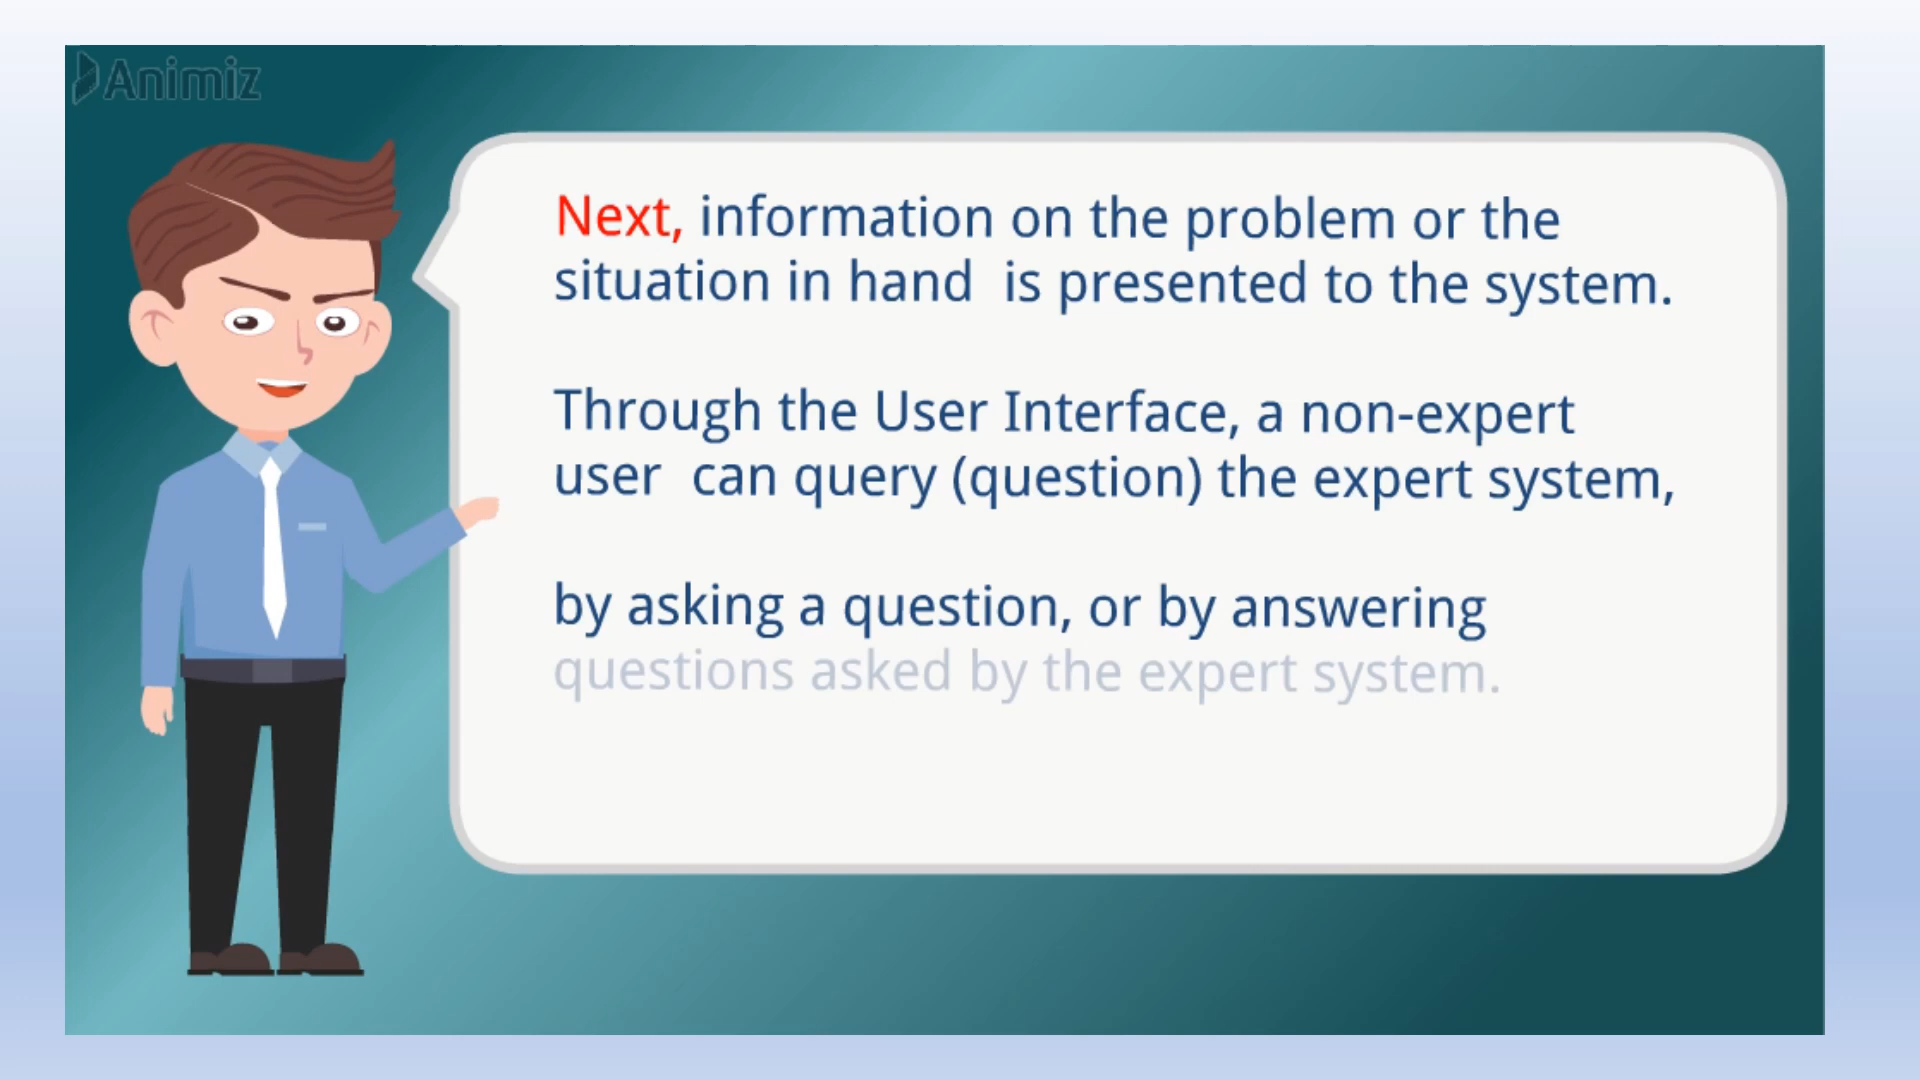 Animiz
Next, information on the problem or the
situation in hand is presented to the system.
Through the User Interface, a non-expert
user can query (question) the expert system,
by asking a question, or by answering
questions asked by the expert system.